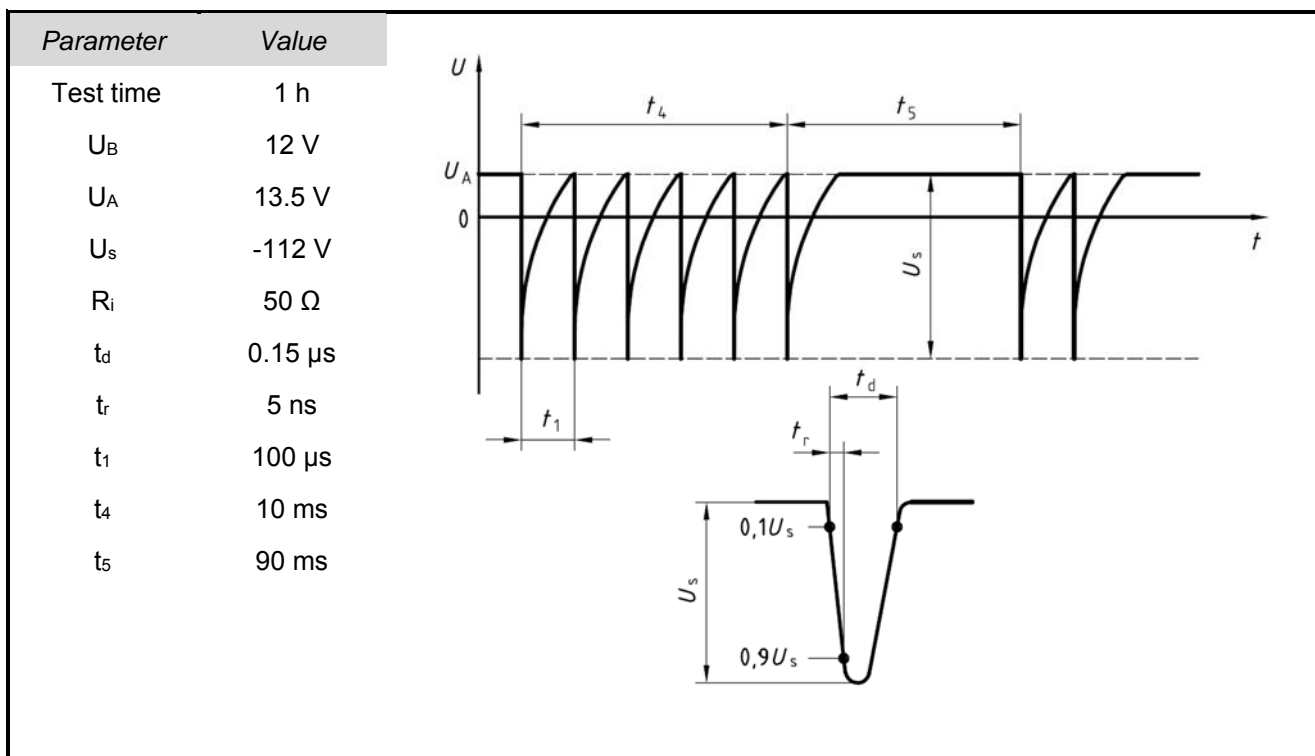 Parameter Value
Test time 1 h
UB 12 V
UA 13.5 V
Us -112 V
Ri 50 Ω
td 0.15 µs
tr 5 ns
t1 100 µs
t4 10 ms
t5 90 ms
U
t4
t5
UA
0
t
Us
t1
td
tr
0,1Us
Us
0,9Us